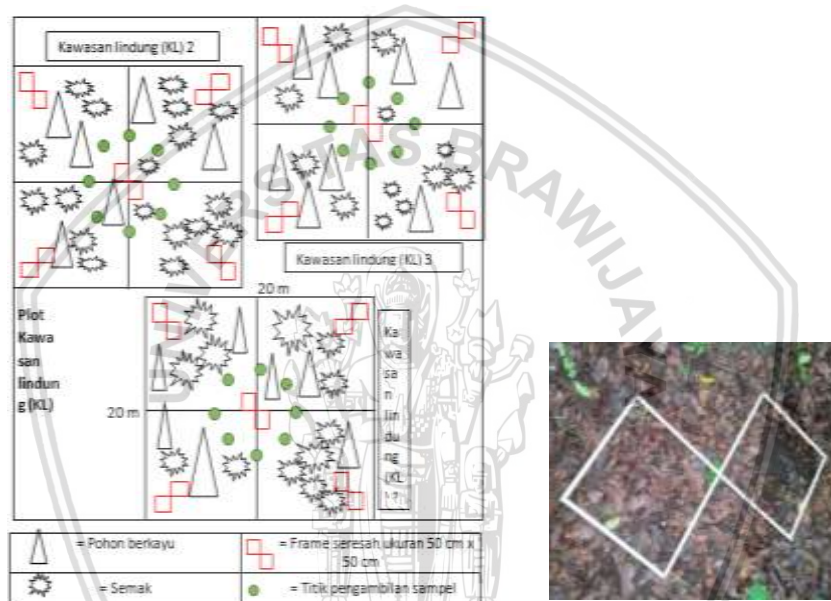 Kawasan lindung (KL) 2
UNIVERSITAS BRAWIJAYA
Kawasan lindung (KL) 3
20 m
Plot
Kawa
san
lindun
g (KL)
20 m
Ka
wa
sa
n
lin
du
ng
(KL
= Pohon berkayu
= Frame seresah ukuran 50 cm x
50 cm
= Semak
= Titik pengambilan sampel